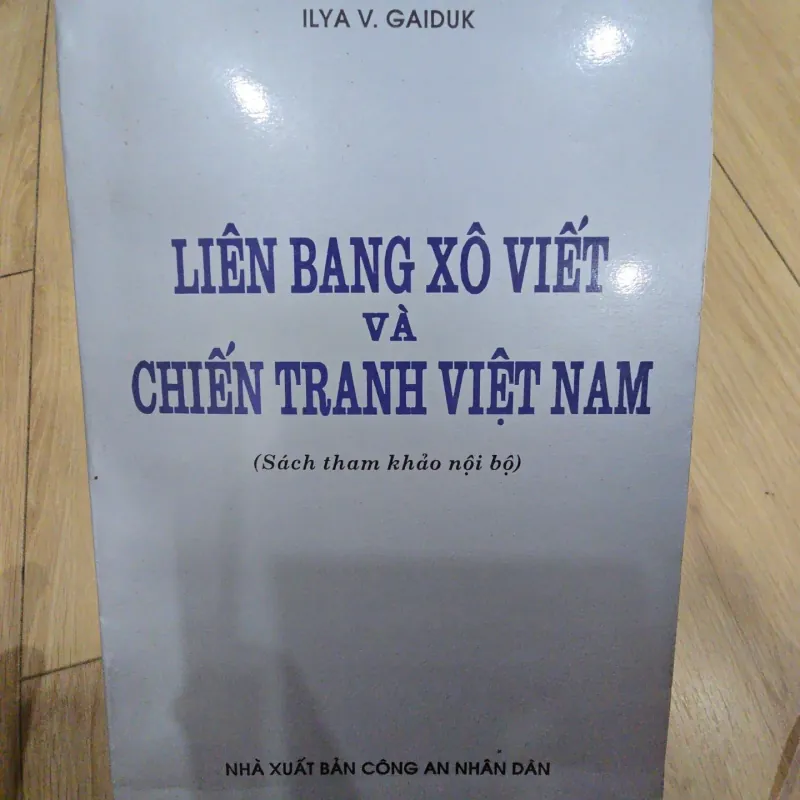 ILYA V. GAIDUK
LIÊN BANG XÔ VIẾT
VÀ
CHIẾN TRANH VIỆT NAM
(Sách tham khảo nội bộ)
NHÀ XUẤT BẢN CÔNG AN NHÂN DÂN